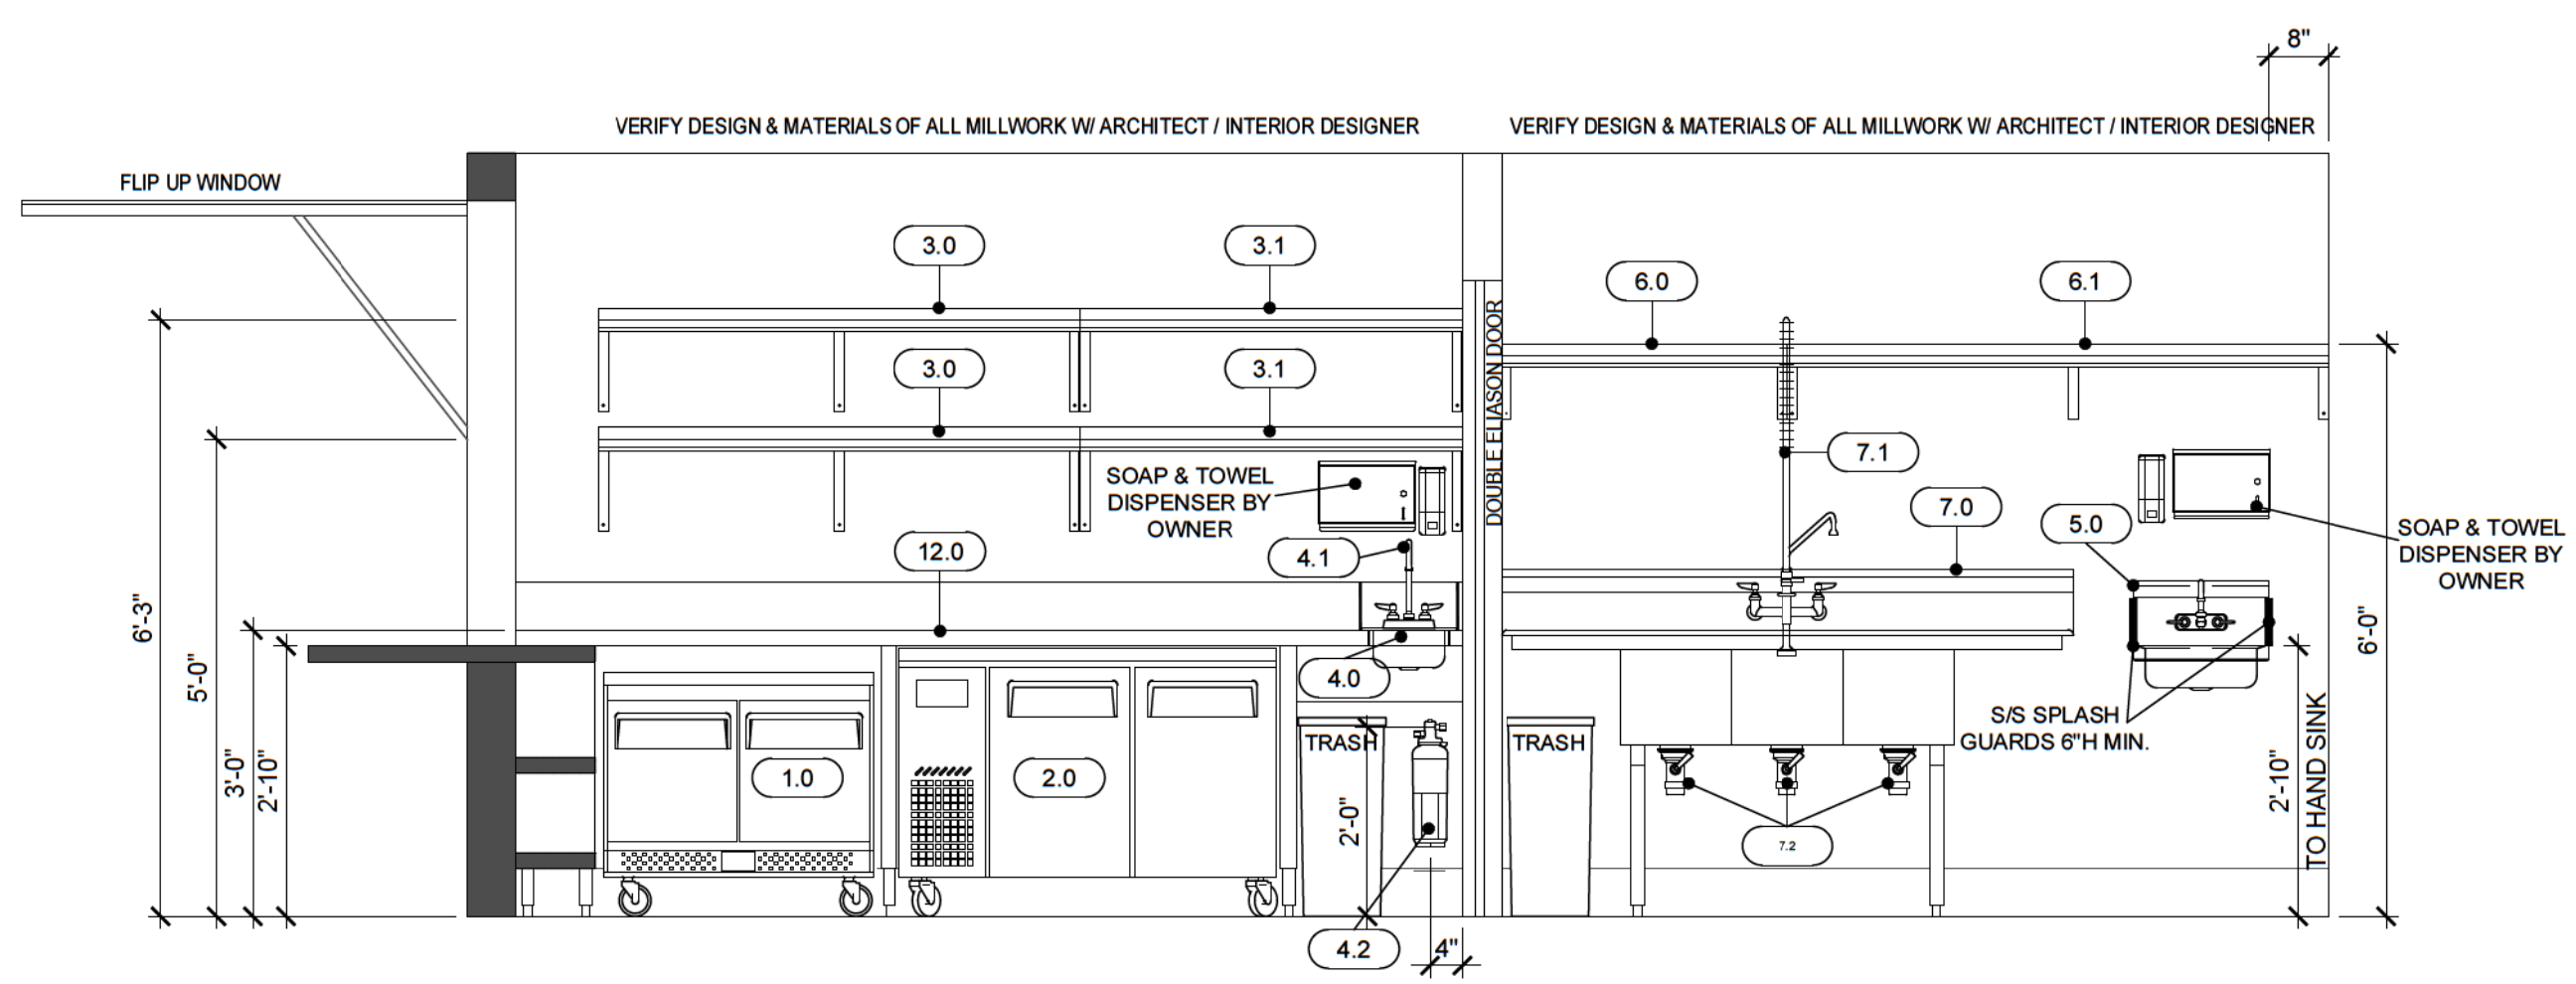 8"
VERIFY DESIGN & MATERIALS OF ALL MILLWORK W/ ARCHITECT / INTERIOR DESIGNER
VERIFY DESIGN & MATERIALS OF ALL MILLWORK W/ ARCHITECT / INTERIOR DESIGNER
FLIP UP WINDOW
3.0
3.1
6.0
6.1
3.0
3.1
DOUBLE ELIASON DOOR
7.1
SOAP & TOWEL
DISPENSER BY
OWNER
7.0
5.0
SOAP & TOWEL
DISPENSER BY
OWNER
12.0
4.1
6'-3"
5'-0"
3'-0"
2'-10"
4.0
6'-0"
S/S SPLASH
GUARDS 6"H MIN.
TRASH
TRASH
1.0
2.0
2'-0"
2'-10"
TO HAND SINK
7.2
4.2
4"